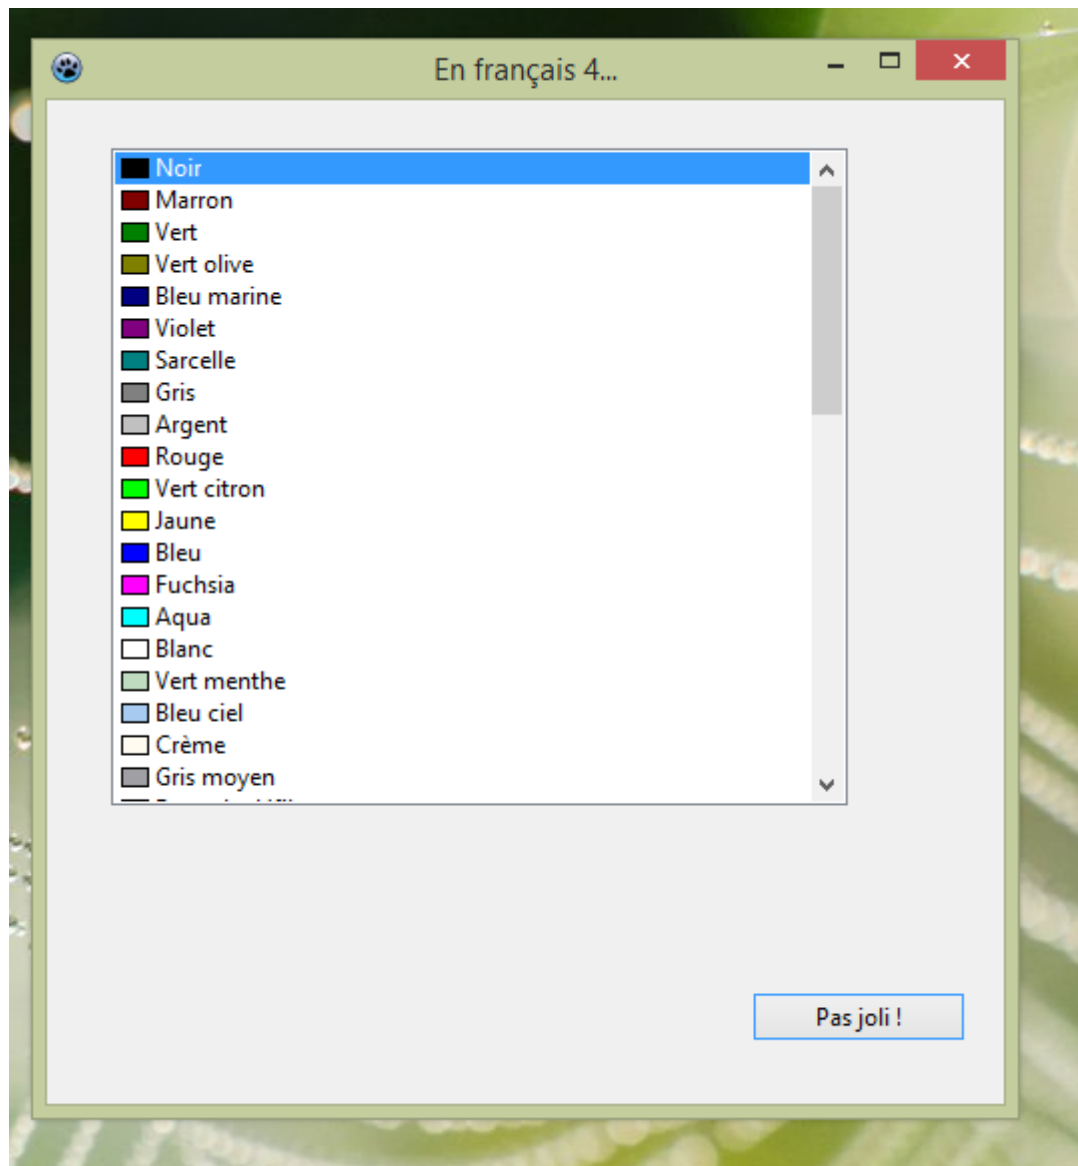 En français 4...
Noir
Marron
Vert
Vert olive
Bleu marine
Violet
Sarcelle
Gris
Argent
Rouge
Vert citron
Jaune
Bleu
Fuchsia
Aqua
Blanc
Vert menthe
Bleu ciel
Crème
Gris moyen
Pas joli !